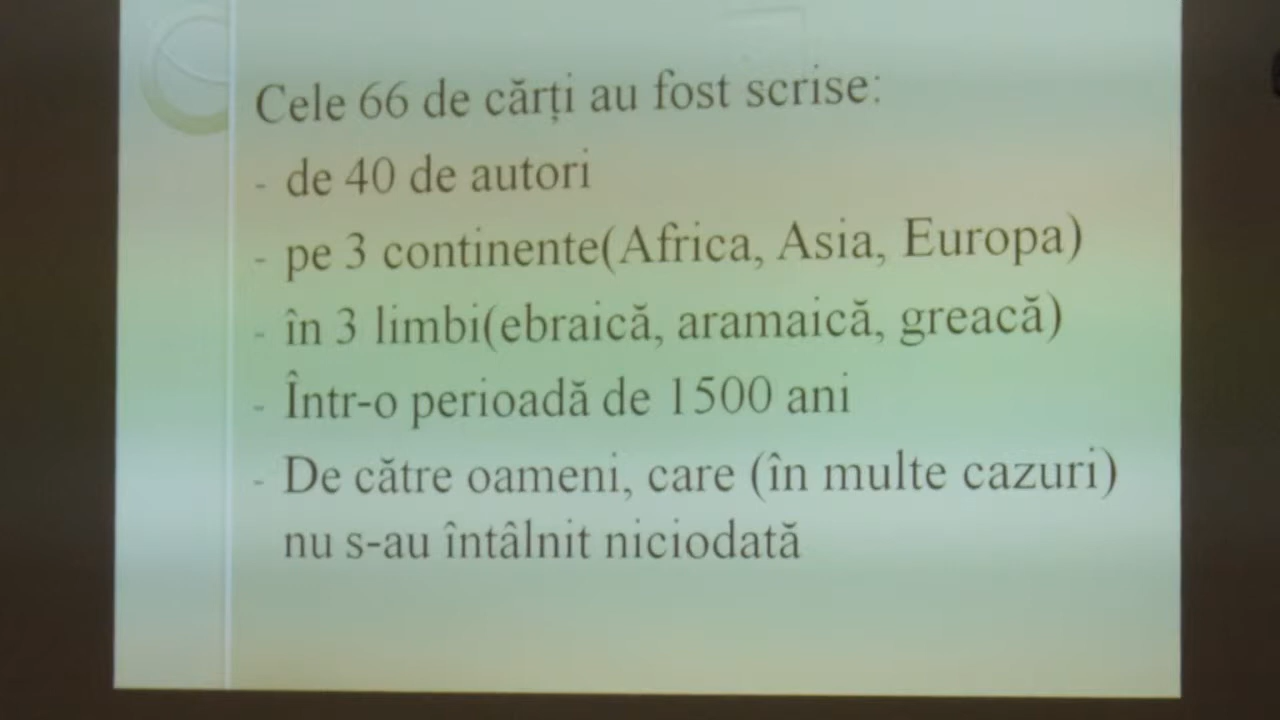 Cele 66 de cărți au fost scrise:
- de 40 de autori
- pe 3 continente(Africa, Asia, Europa)
- în 3 limbi(ebraică, aramaică, greacă)
- Într-o perioadă de 1500 ani
- De către oameni, care (în multe cazuri)
nu s-au întâlnit niciodată